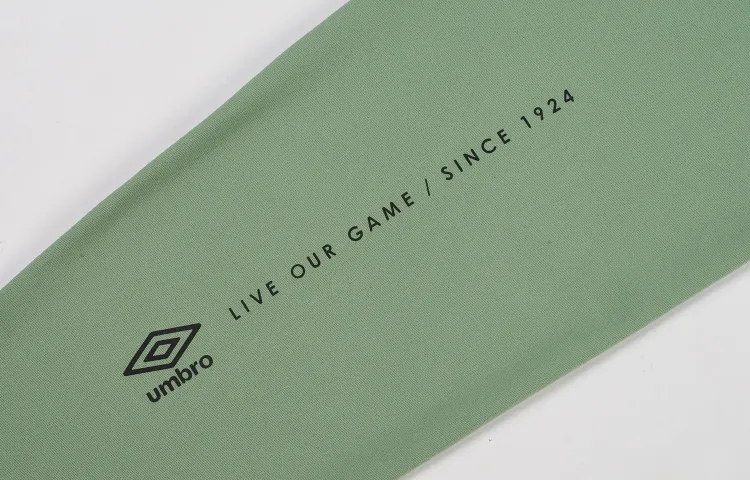 LIVE OUR GAME / SINCE 1924
umbro